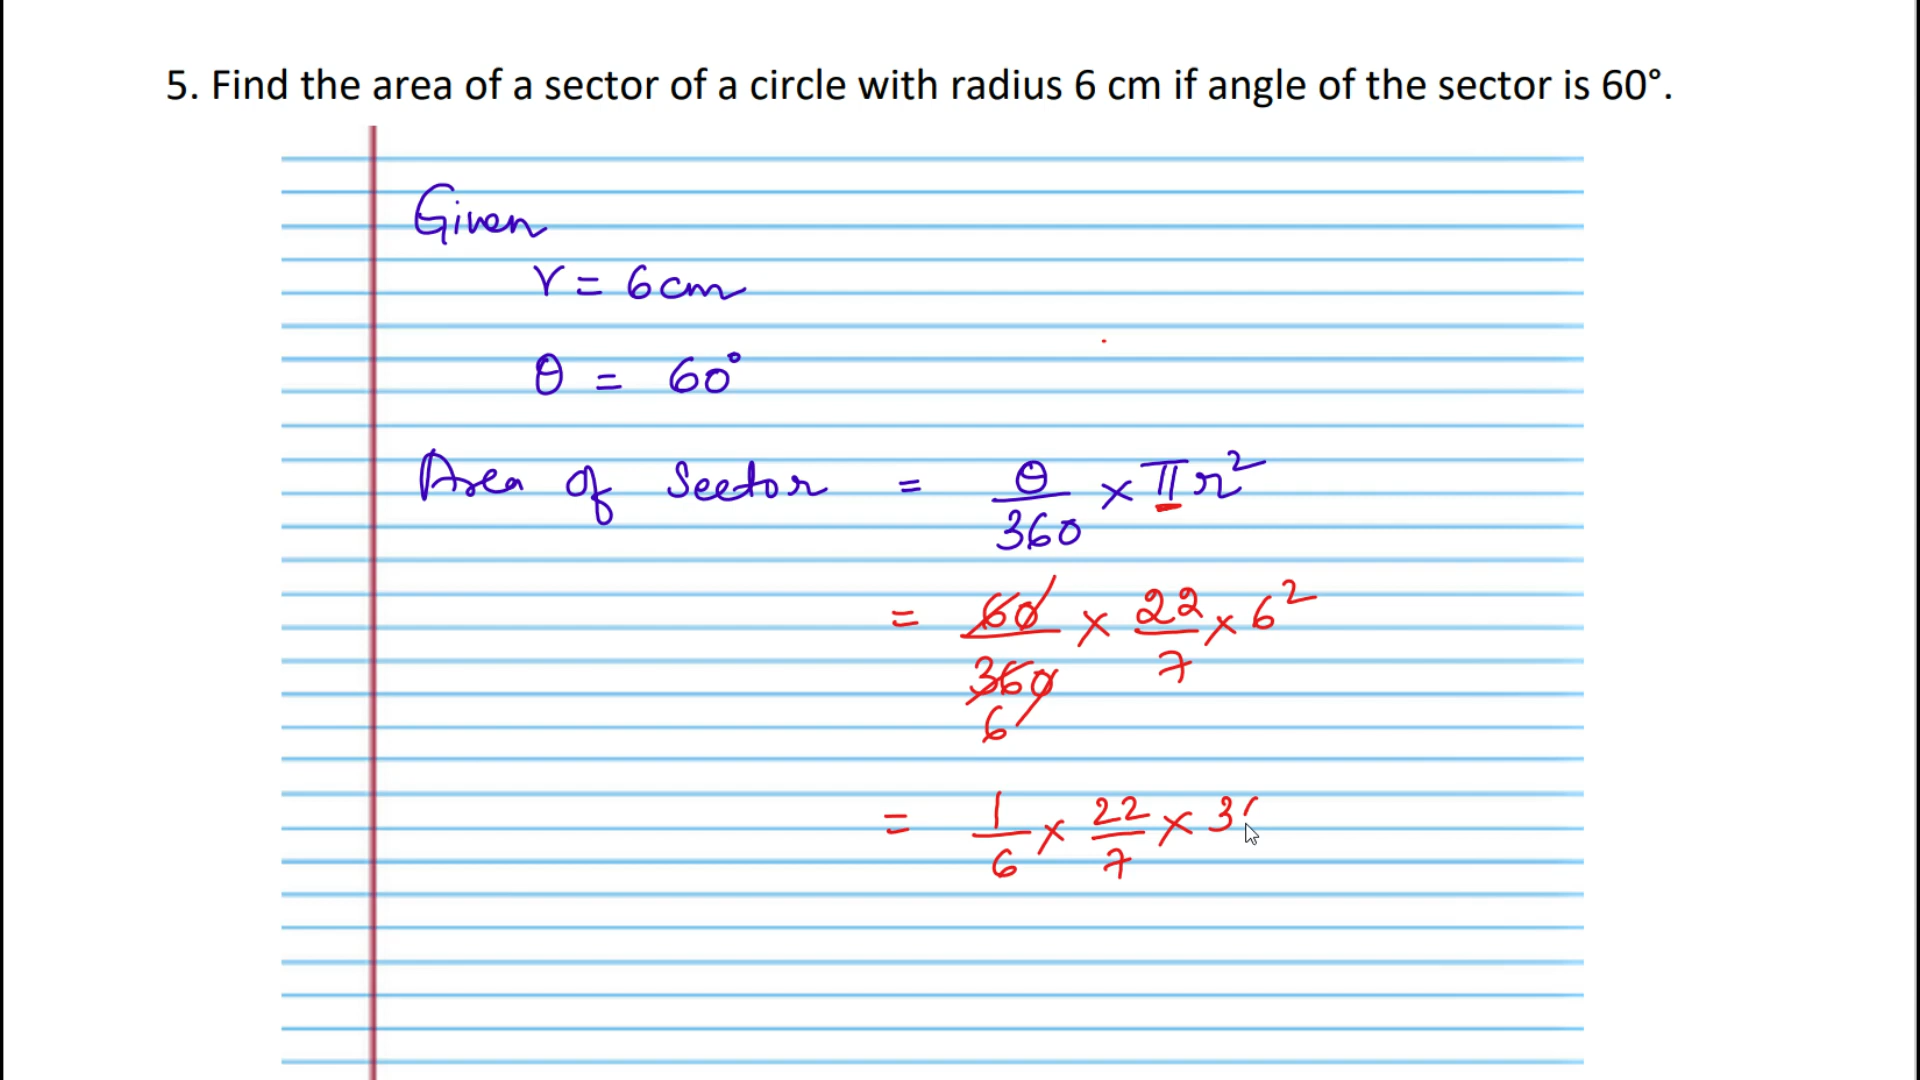 5. Find the area of a sector of a circle with radius 6 cm if angle of the sector is 60°.
Given
r = 6cm
θ = 60°
Area of Sector = θ/360 × πr²
= 60/360 × 22/7 × 6²
6
= 1/6 × 22/7 × 3